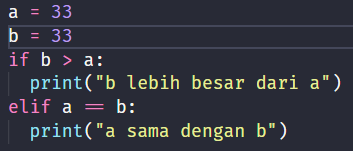 a = 33
b = 33
if b > a:
  print("b lebih besar dari a")
elif a == b:
  print("a sama dengan b")